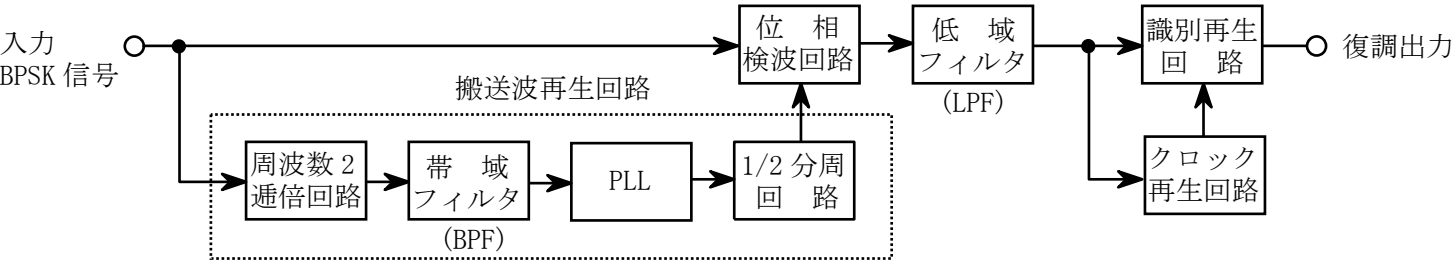 入力
BPSK 信号
位 相
検波回路
低 域
フィルタ
(LPF)
識別再生
回 路
復調出力
搬送波再生回路
周波数 2
逓倍回路
帯 域
フィルタ
(BPF)
PLL
1/2 分周
回 路
クロック
再生回路